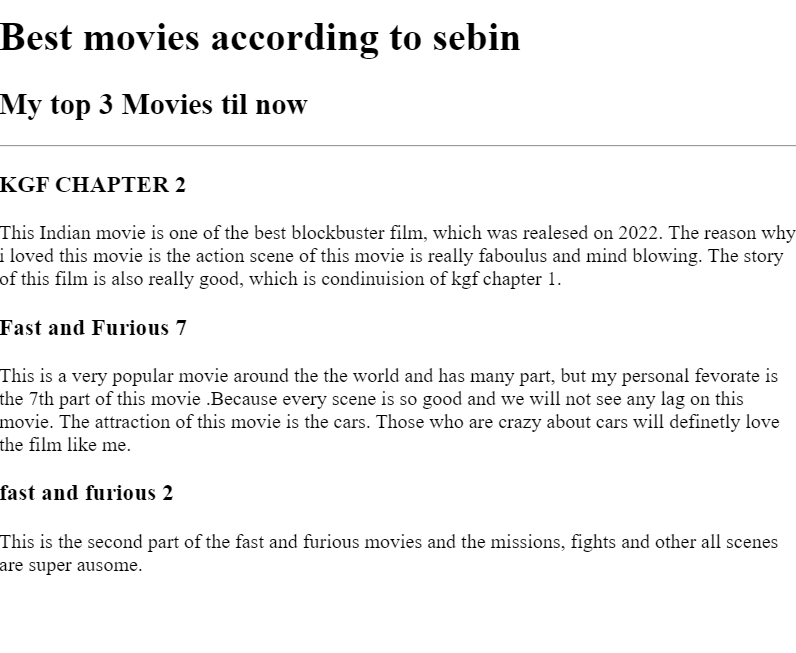 Best movies according to sebin
My top 3 Movies til now
KGF CHAPTER 2
This Indian movie is one of the best blockbuster film, which was realesed on 2022. The reason why
i loved this movie is the action scene of this movie is really faboulus and mind blowing. The story
of this film is also really good, which is condinuision of kgf chapter 1.
Fast and Furious 7
This is a very popular movie around the the world and has many part, but my personal fevorate is
the 7th part of this movie .Because every scene is so good and we will not see any lag on this
movie. The attraction of this movie is the cars. Those who are crazy about cars will definetly love
the film like me.
fast and furious 2
This is the second part of the fast and furious movies and the missions, fights and other all scenes
are super ausome.